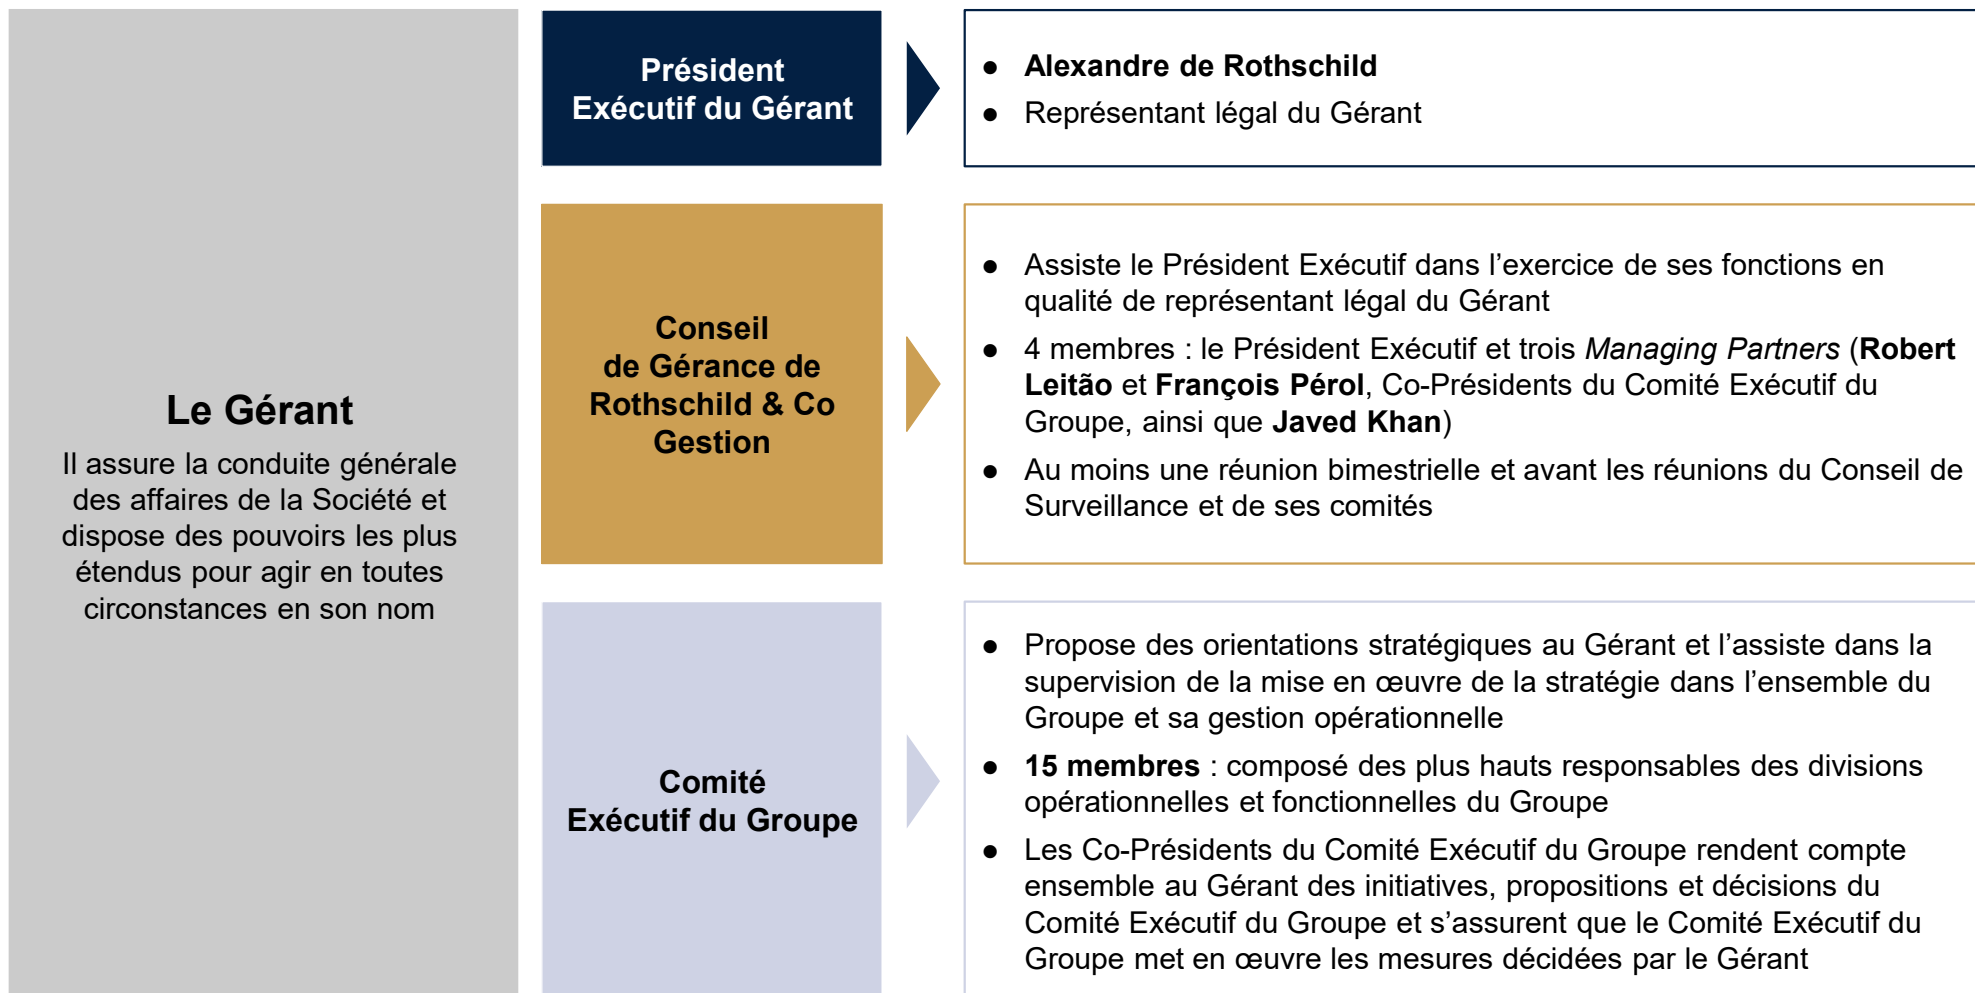 Le Gérant
Il assure la conduite générale
des affaires de la Société et
dispose des pouvoirs les plus
étendus pour agir en toutes
circonstances en son nom
Président
Exécutif du Gérant
● Alexandre de Rothschild
● Représentant légal du Gérant
Conseil
de Gérance de
Rothschild & Co
Gestion
● Assiste le Président Exécutif dans l’exercice de ses fonctions en
qualité de représentant légal du Gérant
● 4 membres : le Président Exécutif et trois Managing Partners (Robert
Leitão et François Pérol, Co-Présidents du Comité Exécutif du
Groupe, ainsi que Javed Khan)
● Au moins une réunion bimestrielle et avant les réunions du Conseil de
Surveillance et de ses comités
Comité
Exécutif du Groupe
● Propose des orientations stratégiques au Gérant et l’assiste dans la
supervision de la mise en œuvre de la stratégie dans l’ensemble du
Groupe et sa gestion opérationnelle
● 15 membres : composé des plus hauts responsables des divisions
opérationnelles et fonctionnelles du Groupe
● Les Co-Présidents du Comité Exécutif du Groupe rendent compte
ensemble au Gérant des initiatives, propositions et décisions du
Comité Exécutif du Groupe et s’assurent que le Comité Exécutif du
Groupe met en œuvre les mesures décidées par le Gérant